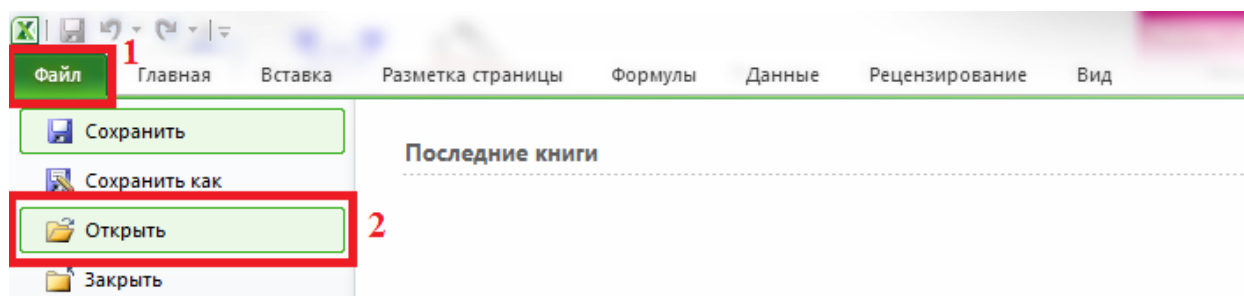 1
Файл Главная Вставка Разметка страницы Формулы Данные Рецензирование Вид
Сохранить
Последние книги
Сохранить как
Открыть 2
Закрыть